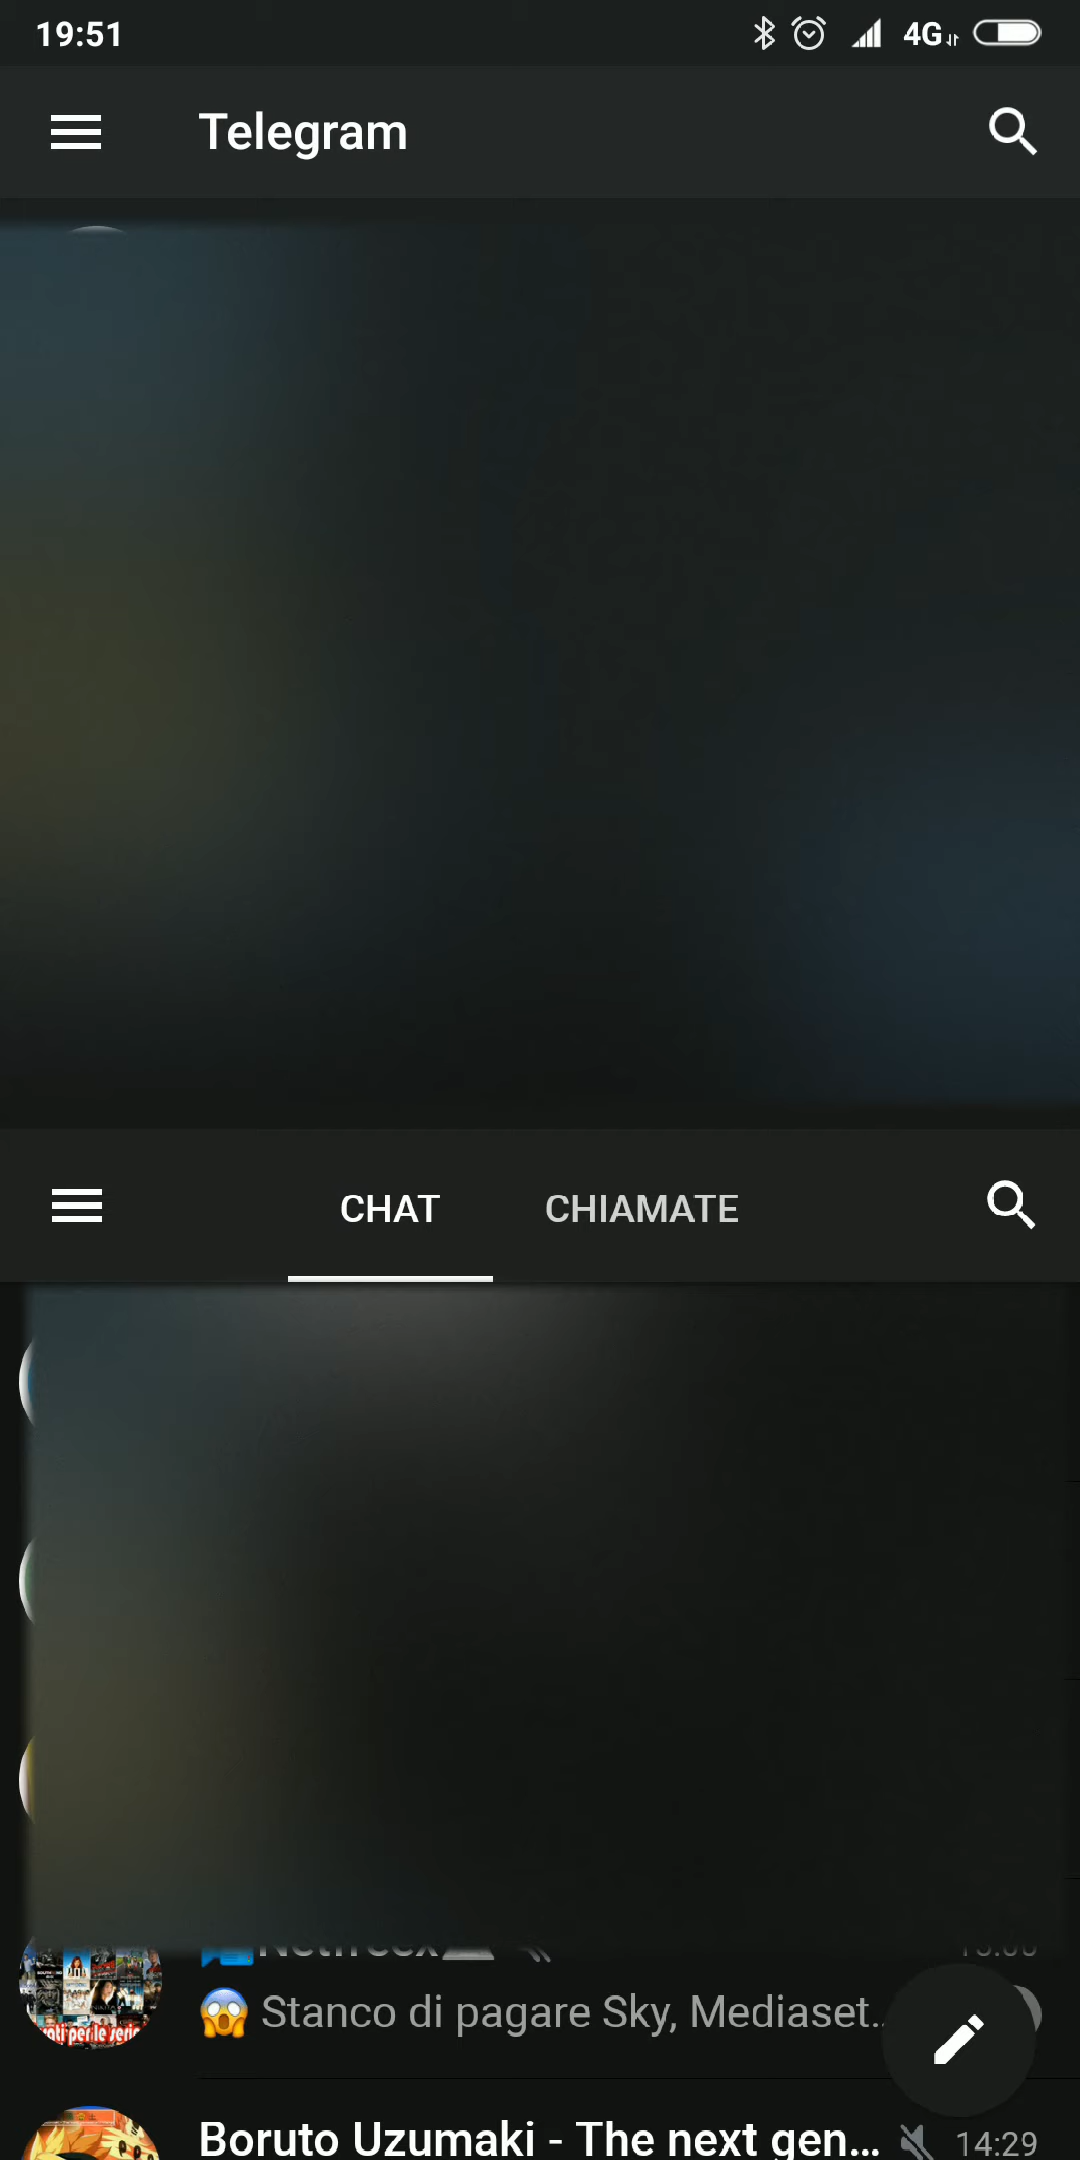 19:51
4G
Telegram
CHAT
CHIAMATE
😱 Stanco di pagare Sky, Mediaset..
Boruto Uzumaki - The next gen...
14:29